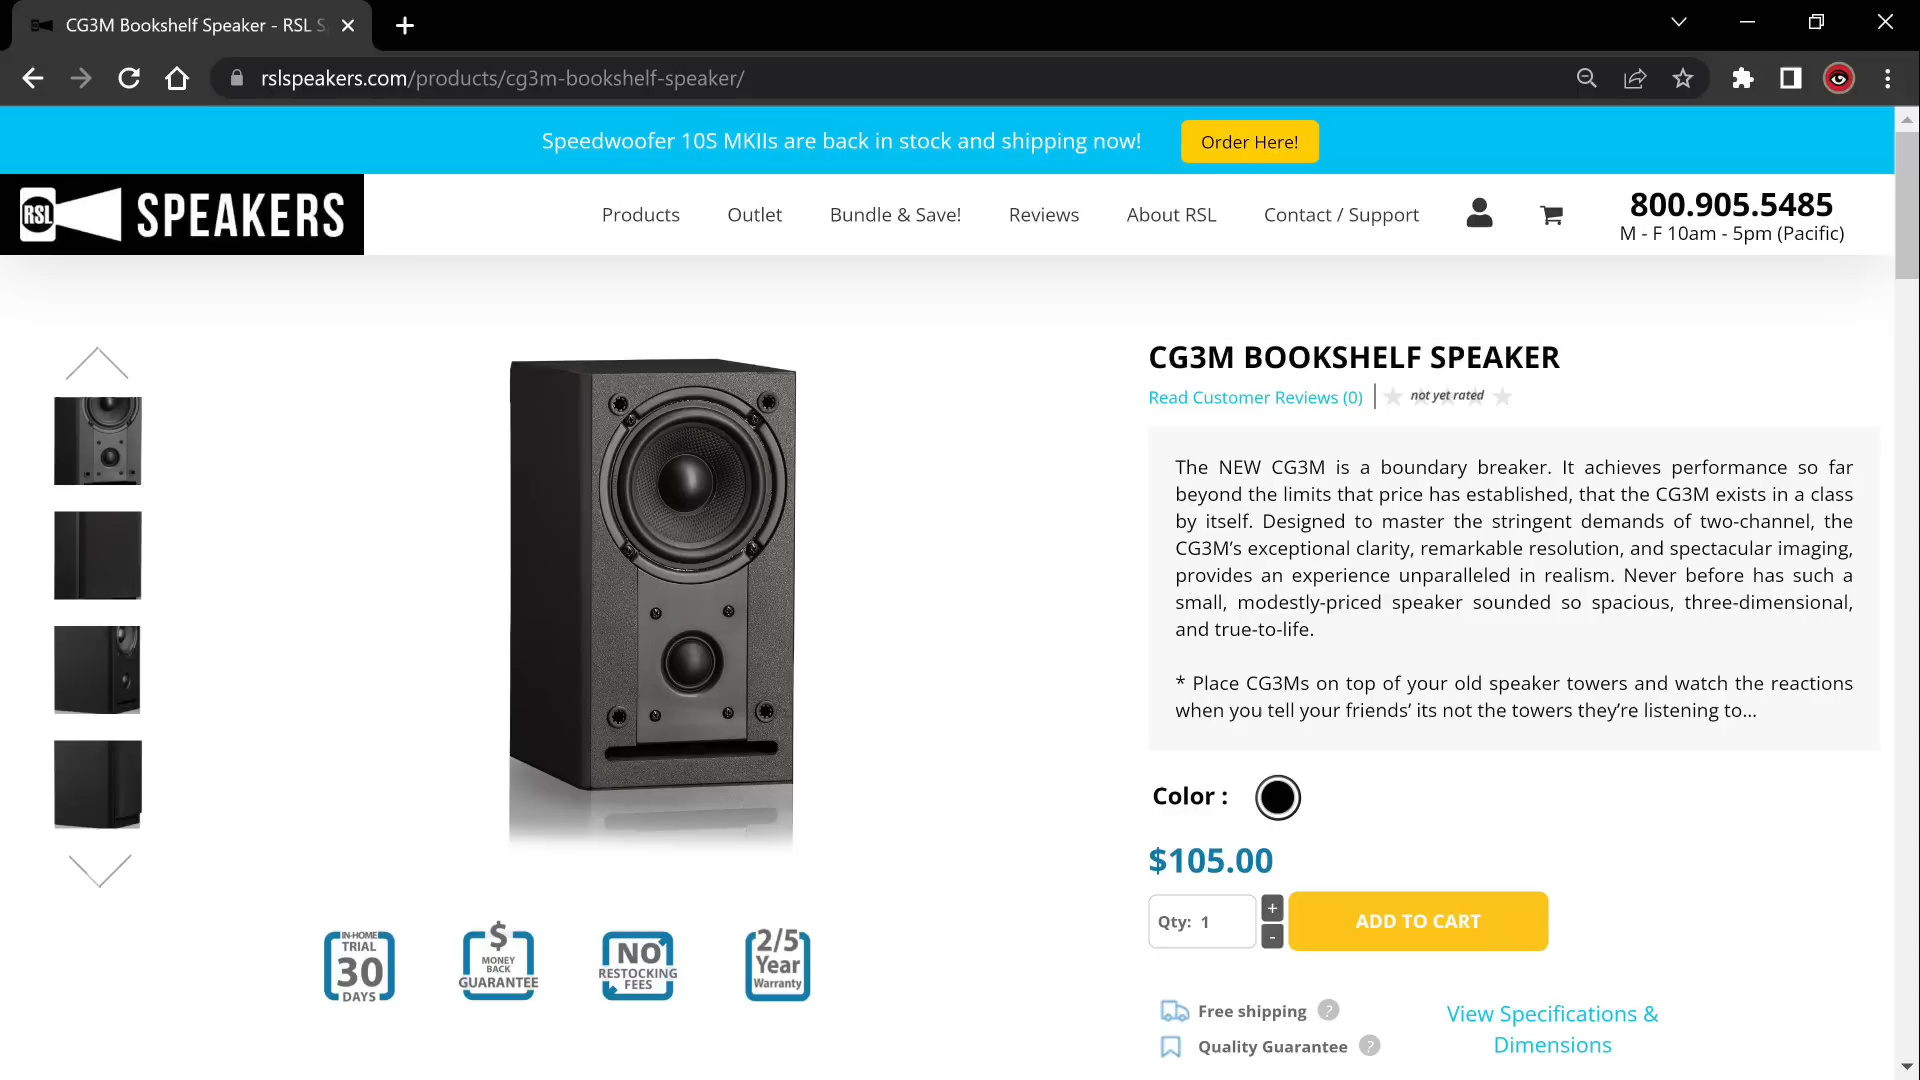 CG3M Bookshelf Speaker - RSL S
rslspeakers.com/products/cg3m-bookshelf-speaker/
Speedwoofer 10S MKIIs are back in stock and shipping now!
Order Here!
RSL SPEAKERS
Products
Outlet
Bundle & Save!
Reviews
About RSL
Contact / Support
800.905.5485
M - F 10am - 5pm (Pacific)
CG3M BOOKSHELF SPEAKER
Read Customer Reviews (0)
not yet rated
The NEW CG3M is a boundary breaker. It achieves performance so far
beyond the limits that price has established, that the CG3M exists in a class
by itself. Designed to master the stringent demands of two-channel, the
CG3M’s exceptional clarity, remarkable resolution, and spectacular imaging,
provides an experience unparalleled in realism. Never before has such a
small, modestly-priced speaker sounded so spacious, three-dimensional,
and true-to-life.
* Place CG3Ms on top of your old speaker towers and watch the reactions
when you tell your friends’ its not the towers they’re listening to…
Color :
$105.00
Qty: 1
+
-
ADD TO CART
IN-HOME
TRIAL
30
DAYS
$
MONEY
BACK
GUARANTEE
NO
RESTOCKING
FEES
2/5
Year
Warranty
Free shipping ?
Quality Guarantee ?
View Specifications &
Dimensions